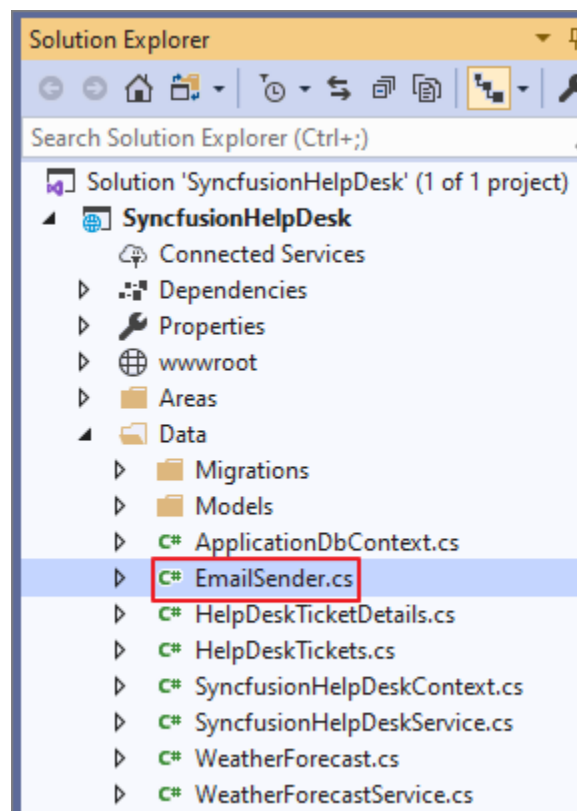 Solution Explorer
Search Solution Explorer (Ctrl+;)
Solution 'SyncfusionHelpDesk' (1 of 1 project)
SyncfusionHelpDesk
Connected Services
Dependencies
Properties
wwwroot
Areas
Data
Migrations
Models
C# ApplicationDbContext.cs
C# EmailSender.cs
C# HelpDeskTicketDetails.cs
C# HelpDeskTickets.cs
C# SyncfusionHelpDeskContext.cs
C# SyncfusionHelpDeskService.cs
C# WeatherForecast.cs
C# WeatherForecastService.cs